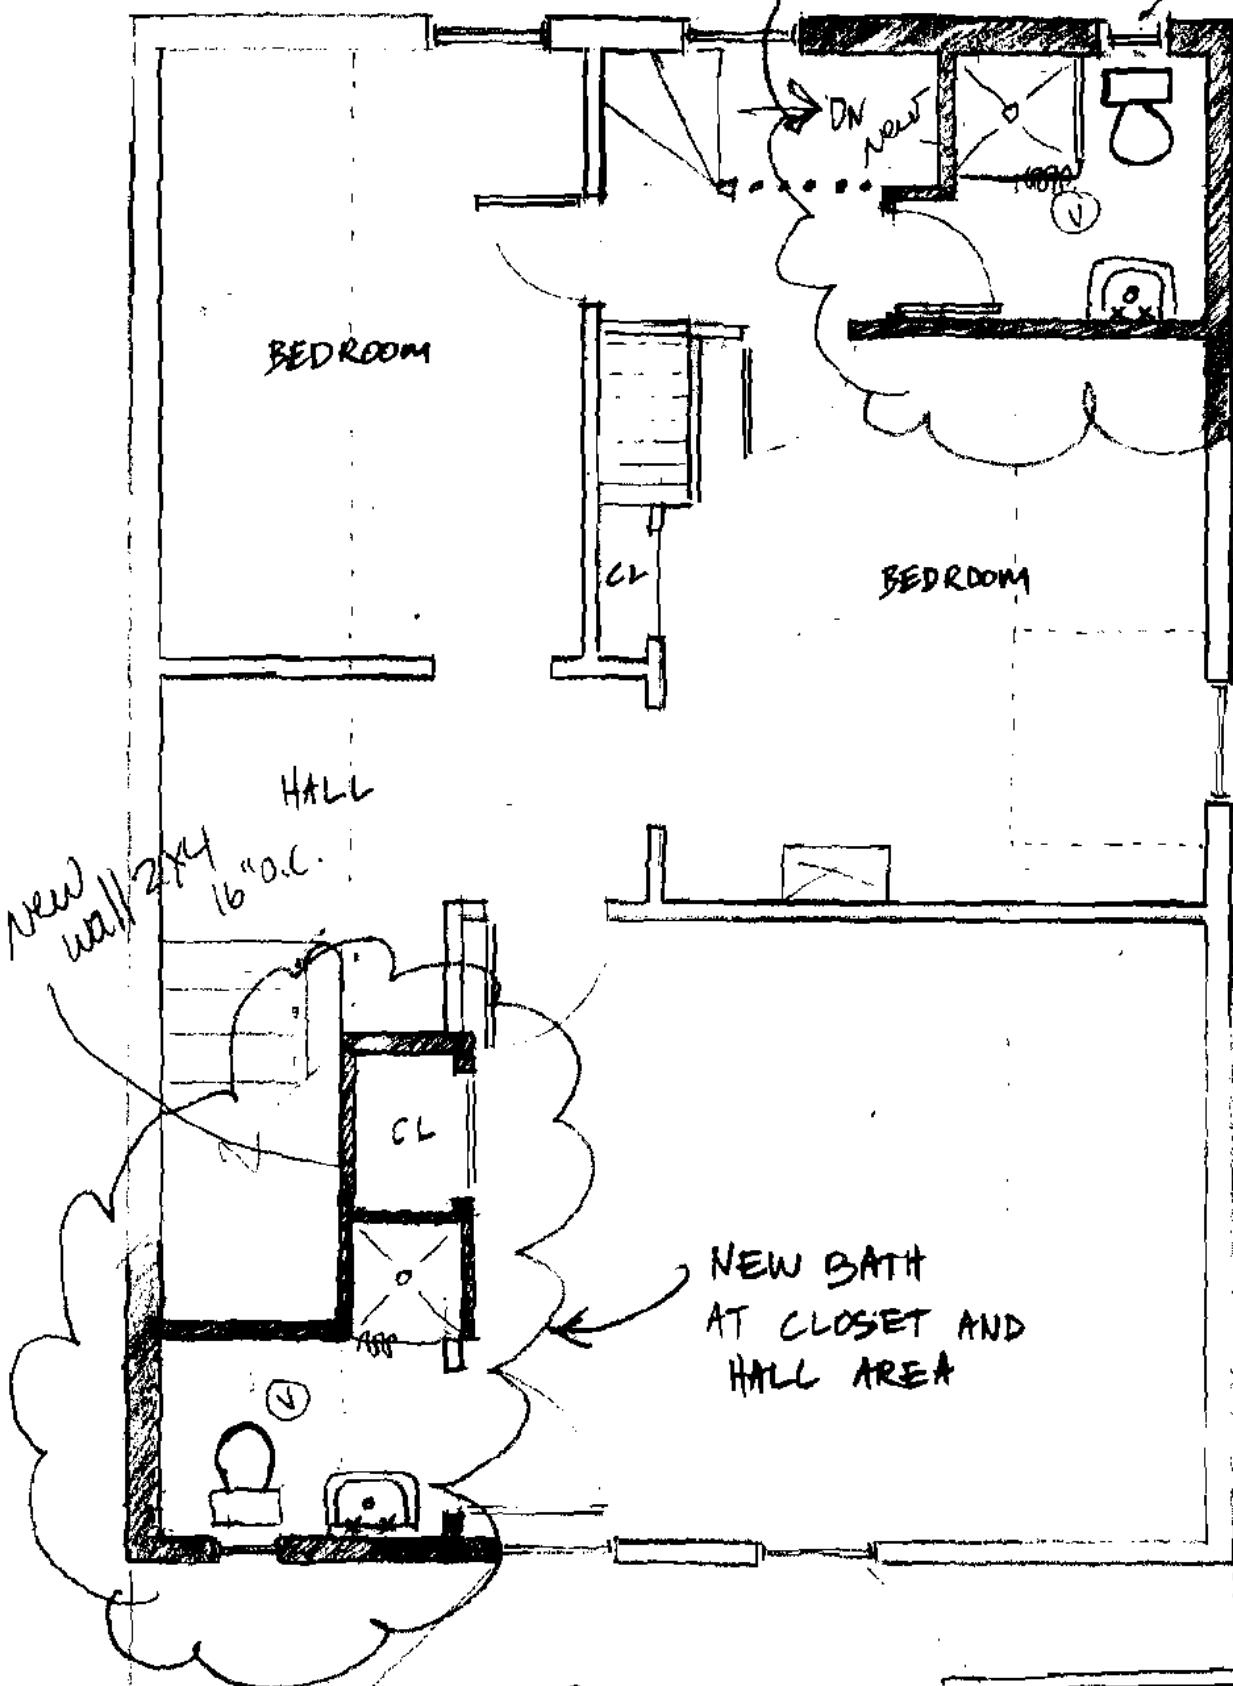 DN
New
V
BEDROOM
CL
BEDROOM
HALL
New
wall 2x4
16" O.C.
CL
NEW BATH
AT CLOSET AND
HALL AREA
V